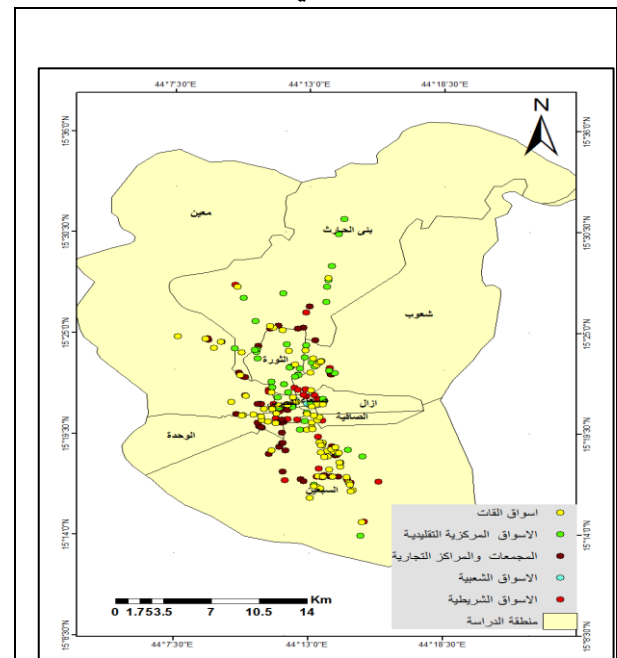 44°7'30"E 44°13'0"E 44°18'30"E
N
15°36'0"N 15°36'0"N
معين
بنى الحارث
15°30'30"N 15°30'30"N
شعوب
15°25'0"N
الثورة
ازال
الصافية
15°19'30"N 15°19'30"N
الوحدة
السبعين
اسواق القات
الاسواق المركزية التقليدية
المجمعات والمراكز التجارية
الاسواق الشعبية
الاسواق الشريطية
منطقة الدراسة
15°14'0"N 15°14'0"N
Km
0 1.753.5 7 10.5 14
15°8'30"N 15°8'30"N
44°7'30"E 44°13'0"E 44°18'30"E